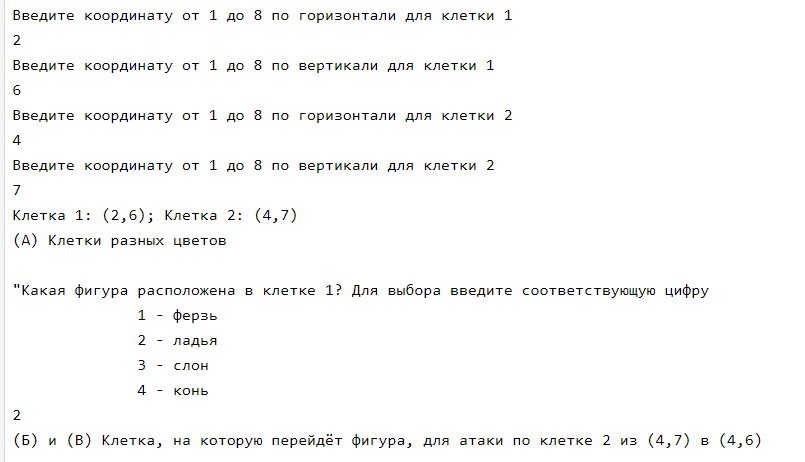 Введите координату от 1 до 8 по горизонтали для клетки 1
2
Введите координату от 1 до 8 по вертикали для клетки 1
6
Введите координату от 1 до 8 по горизонтали для клетки 2
4
Введите координату от 1 до 8 по вертикали для клетки 2
7
Клетка 1: (2,6); Клетка 2: (4,7)
(А) Клетки разных цветов
"Какая фигура расположена в клетке 1? Для выбора введите соответствующую цифру
1 - ферзь
2 - ладья
3 - слон
4 - конь
2
(Б) и (В) Клетка, на которую перейдёт фигура, для атаки по клетке 2 из (4,7) в (4,6)